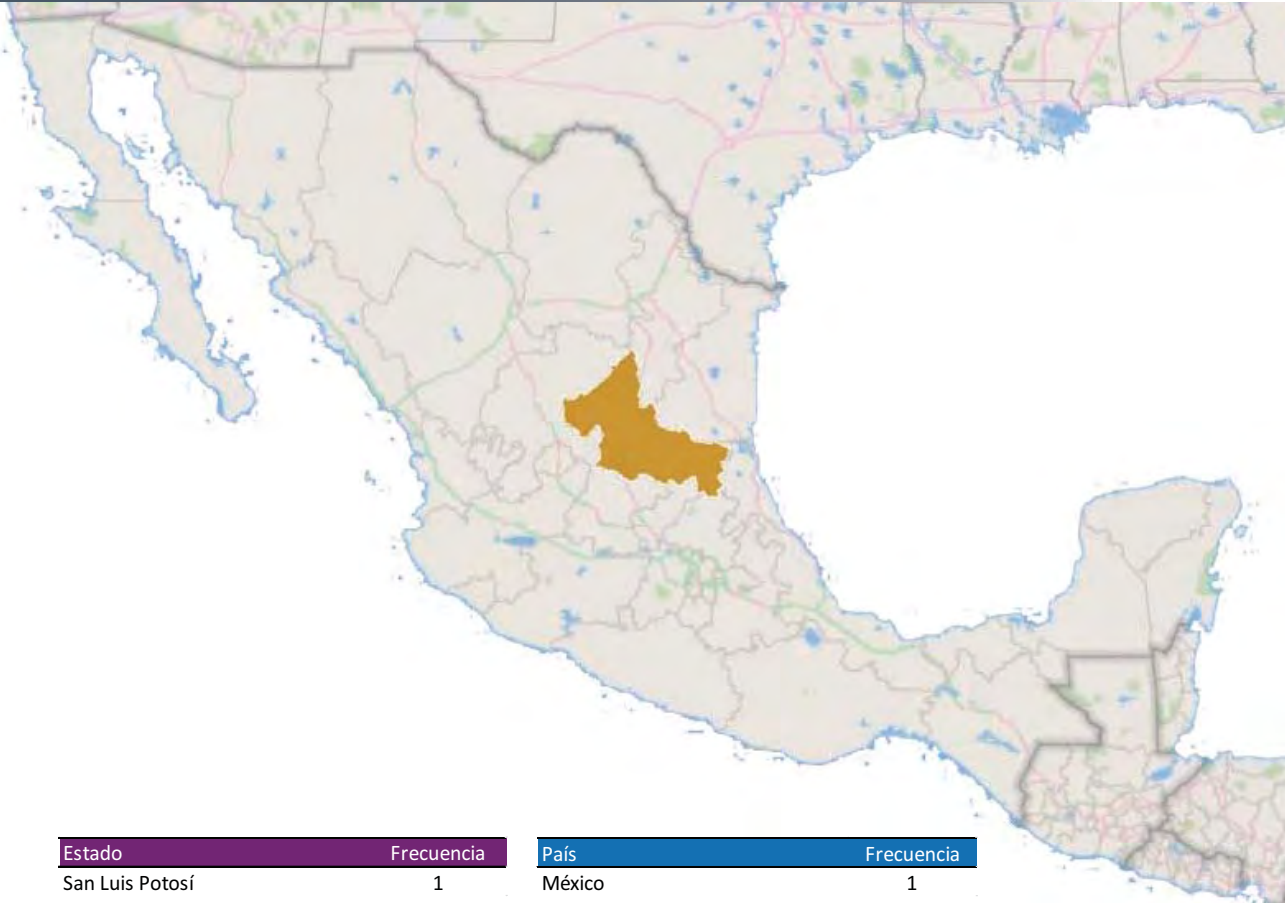 Estado Frecuencia
San Luis Potosí 1
País Frecuencia
México 1